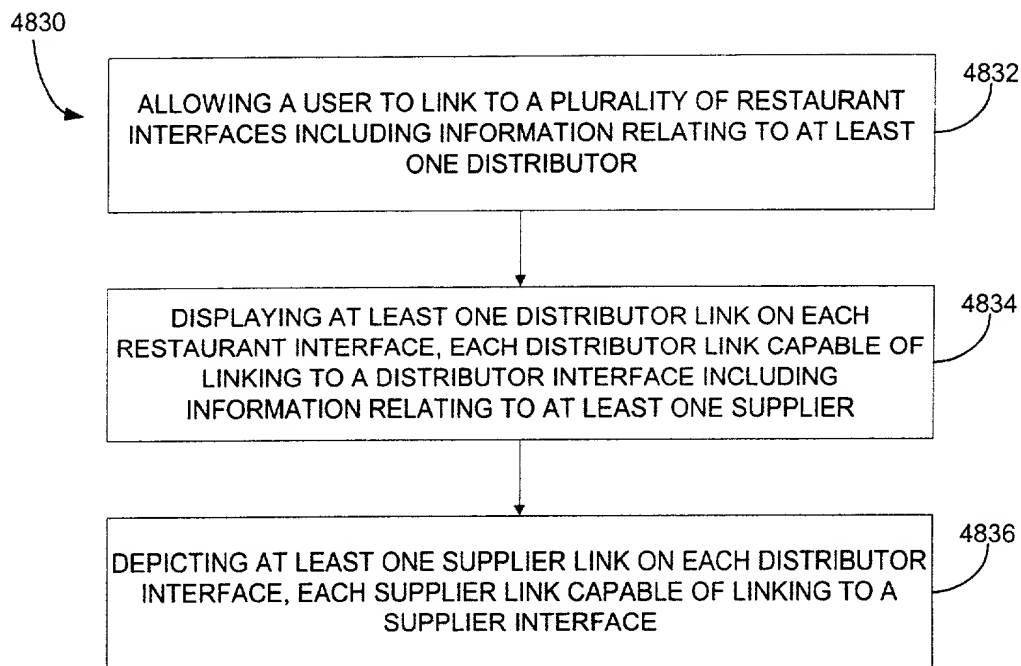 4830
4832
ALLOWING A USER TO LINK TO A PLURALITY OF RESTAURANT
INTERFACES INCLUDING INFORMATION RELATING TO AT LEAST
ONE DISTRIBUTOR
4834
DISPLAYING AT LEAST ONE DISTRIBUTOR LINK ON EACH
RESTAURANT INTERFACE, EACH DISTRIBUTOR LINK CAPABLE OF
LINKING TO A DISTRIBUTOR INTERFACE INCLUDING
INFORMATION RELATING TO AT LEAST ONE SUPPLIER
4836
DEPICTING AT LEAST ONE SUPPLIER LINK ON EACH DISTRIBUTOR
INTERFACE, EACH SUPPLIER LINK CAPABLE OF LINKING TO A
SUPPLIER INTERFACE